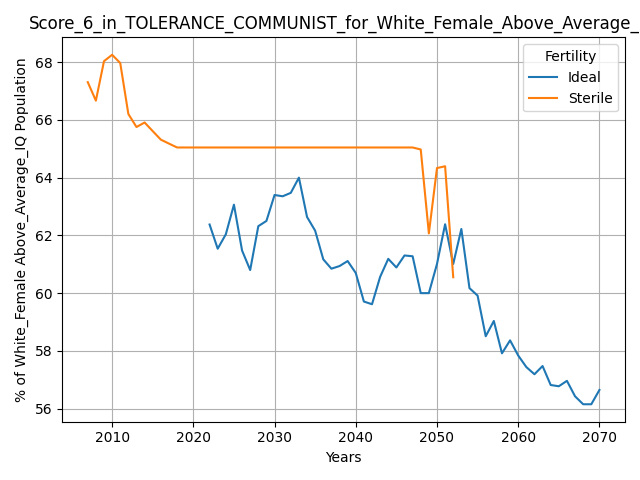 Score_6_in_TOLERANCE_COMMUNIST_for_White_Female_Above_Average_
Fertility
Ideal
Sterile
% of White_Female Above_Average_IQ Population
68
66
64
62
60
58
56
2010 2020 2030 2040 2050 2060 2070
Years